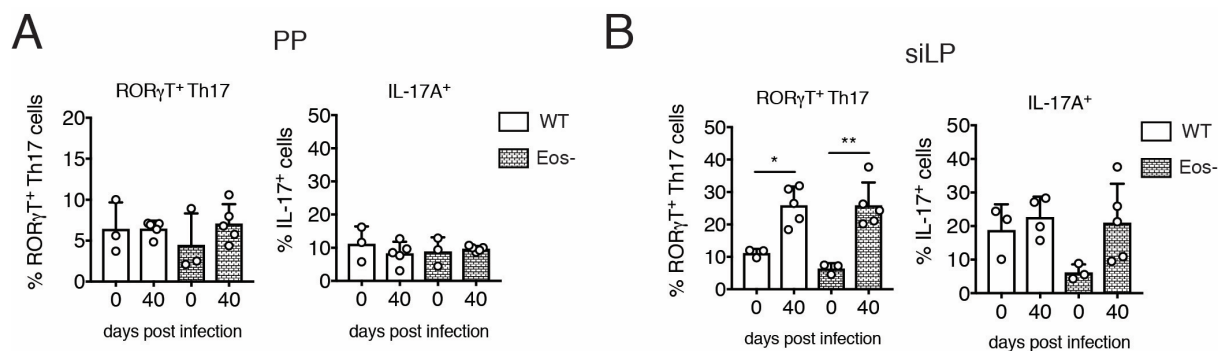 A
PP
RORγT⁺ Th17
% RORγT⁺ Th17 cells
20
15
10
5
0
0 40 0 40
days post infection
IL-17A⁺
% IL-17⁺ cells
50
40
30
20
10
0
0 40 0 40
days post infection
WT
Eos-
B
siLP
RORγT⁺ Th17
% RORγT⁺ Th17 cells
50
40
30
20
10
0
* **
0 40 0 40
days post infection
IL-17A⁺
% IL-17⁺ cells
50
40
30
20
10
0
0 40 0 40
days post infection
WT
Eos-